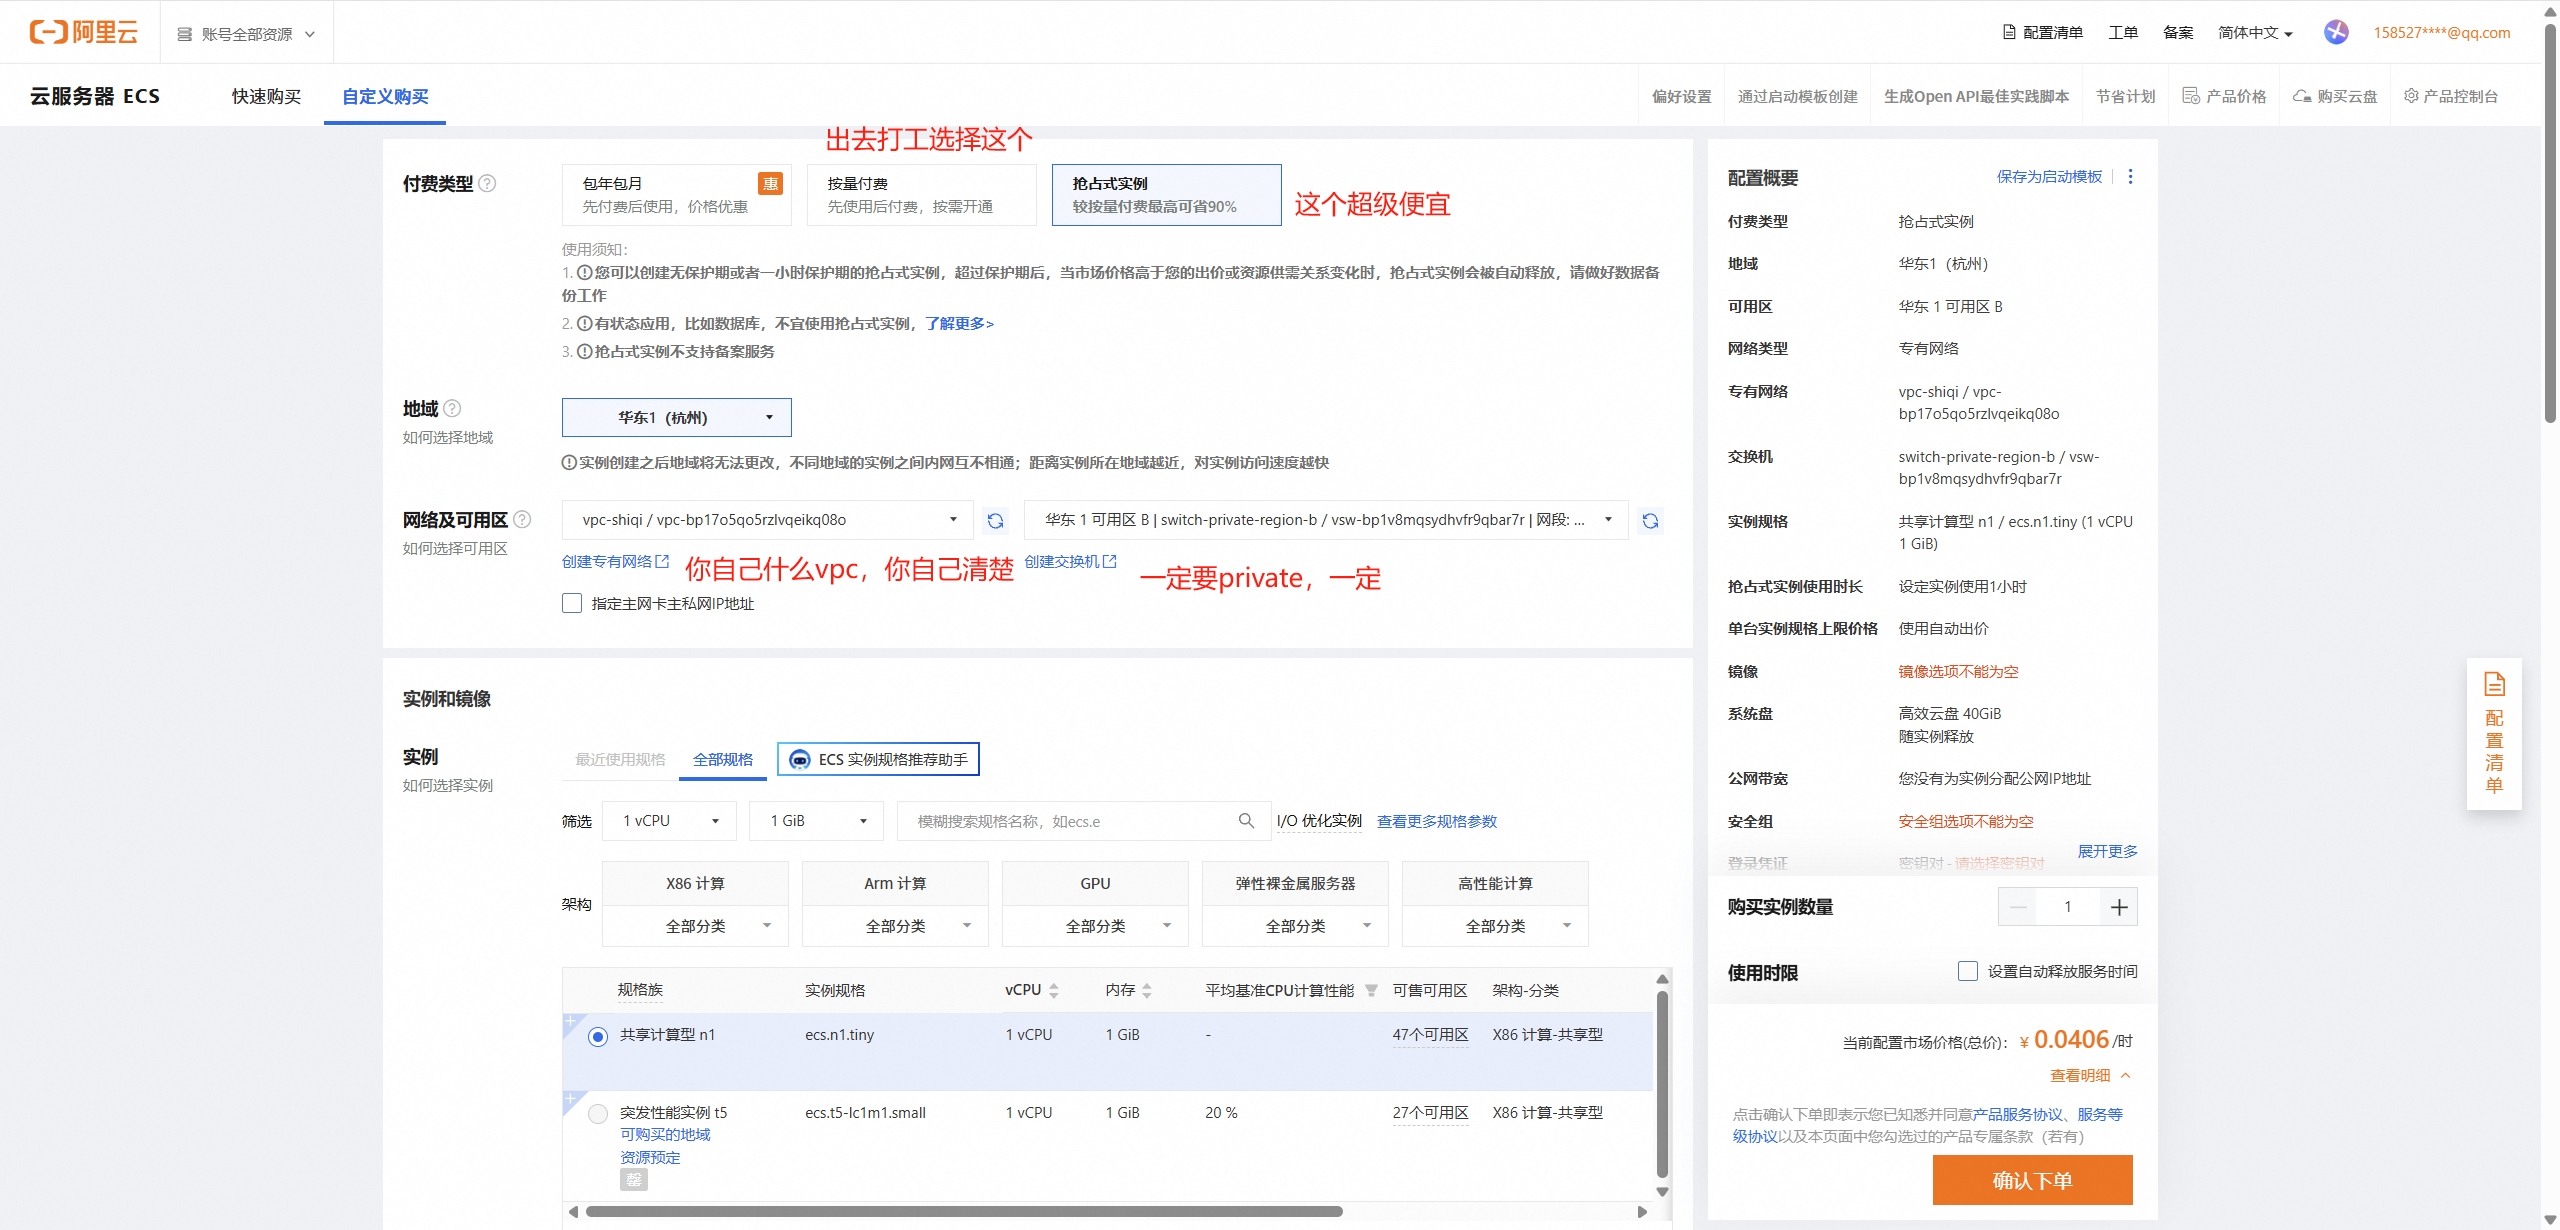 阿里云
账号全部资源
配置清单
工单
备案
简体中文
158527****@qq.com
云服务器 ECS
快速购买
自定义购买
偏好设置
通过启动模板创建
生成Open API最佳实践脚本
节省计划
产品价格
购买云盘
产品控制台
出去打工选择这个
付费类型
包年包月
惠
先付费后使用，价格优惠
按量付费
先使用后付费，按需开通
抢占式实例
较按量付费最高可省90%
这个超级便宜
使用须知：
1. 您可以创建无保护期或者一小时保护期的抢占式实例，超过保护期后，当市场价格高于您的出价或资源供需关系变化时，抢占式实例会被自动释放，请做好数据备
份工作
2. 有状态应用，比如数据库，不宜使用抢占式实例，了解更多>
3. 抢占式实例不支持备案服务
地域
如何选择地域
华东1（杭州）
实例创建之后地域将无法更改，不同地域的实例之间内网互不相通；距离实例所在地域越近，对实例访问速度越快
网络及可用区
如何选择可用区
vpc-shiqi / vpc-bp17o5qo5rzlvqeikq08o
华东 1 可用区 B | switch-private-region-b / vsw-bp1v8mqsydhvfr9qbar7r | 网段: ...
创建专有网络
你自己什么vpc，你自己清楚
创建交换机
一定要private，一定
指定主网卡主私网IP地址
实例和镜像
实例
如何选择实例
最近使用规格
全部规格
ECS 实例规格推荐助手
筛选
1 vCPU
1 GiB
模糊搜索规格名称，如ecs.e
I/O 优化实例
查看更多规格参数
架构
X86 计算
Arm 计算
GPU
弹性裸金属服务器
高性能计算
全部分类
全部分类
全部分类
全部分类
全部分类
规格族
实例规格
vCPU
内存
平均基准CPU计算性能
可售可用区
架构-分类
共享计算型 n1
ecs.n1.tiny
1 vCPU
1 GiB
-
47个可用区
X86 计算-共享型
突发性能实例 t5
ecs.t5-lc1m1.small
1 vCPU
1 GiB
20 %
27个可用区
X86 计算-共享型
可购买的地域
资源预定
罄
配置概要
保存为启动模板
付费类型
抢占式实例
地域
华东1（杭州）
可用区
华东 1 可用区 B
网络类型
专有网络
专有网络
vpc-shiqi / vpc-
bp17o5qo5rzlvqeikq08o
交换机
switch-private-region-b / vsw-
bp1v8mqsydhvfr9qbar7r
实例规格
共享计算型 n1 / ecs.n1.tiny (1 vCPU
1 GiB)
抢占式实例使用时长
设定实例使用1小时
单台实例规格上限价格
使用自动出价
镜像
镜像选项不能为空
系统盘
高效云盘 40GiB
随实例释放
公网带宽
您没有为实例分配公网IP地址
安全组
安全组选项不能为空
登录凭证
密钥对 - 请选择密钥对
展开更多
购买实例数量
1
使用时限
设置自动释放服务时间
当前配置市场价格(总价)： ¥ 0.0406 /时
查看明细
点击确认下单即表示您已知悉并同意产品服务协议、服务等
级协议以及本页面中您勾选过的产品专属条款（若有）
确认下单
配
置
清
单